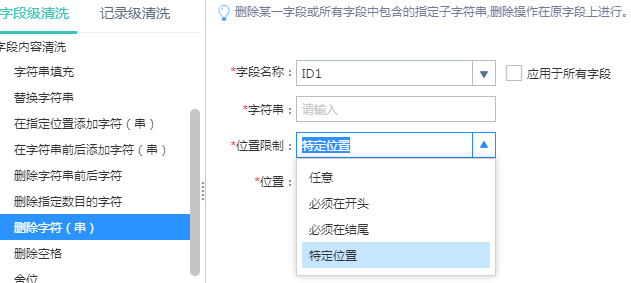 字段级清洗 记录级清洗
字段内容清洗
字符串填充
替换字符串
在指定位置添加字符（串）
在字符串前后添加字符（串）
删除字符串前后字符
删除指定数目的字符
删除字符（串）
删除空格
舍位
删除某一字段或所有字段中包含的指定子字符串,删除操作在原字段上进行。
*字段名称： ID1 应用于所有字段
*字符串： 请输入
*位置限制： 特定位置
*位置：
任意
必须在开头
必须在结尾
特定位置